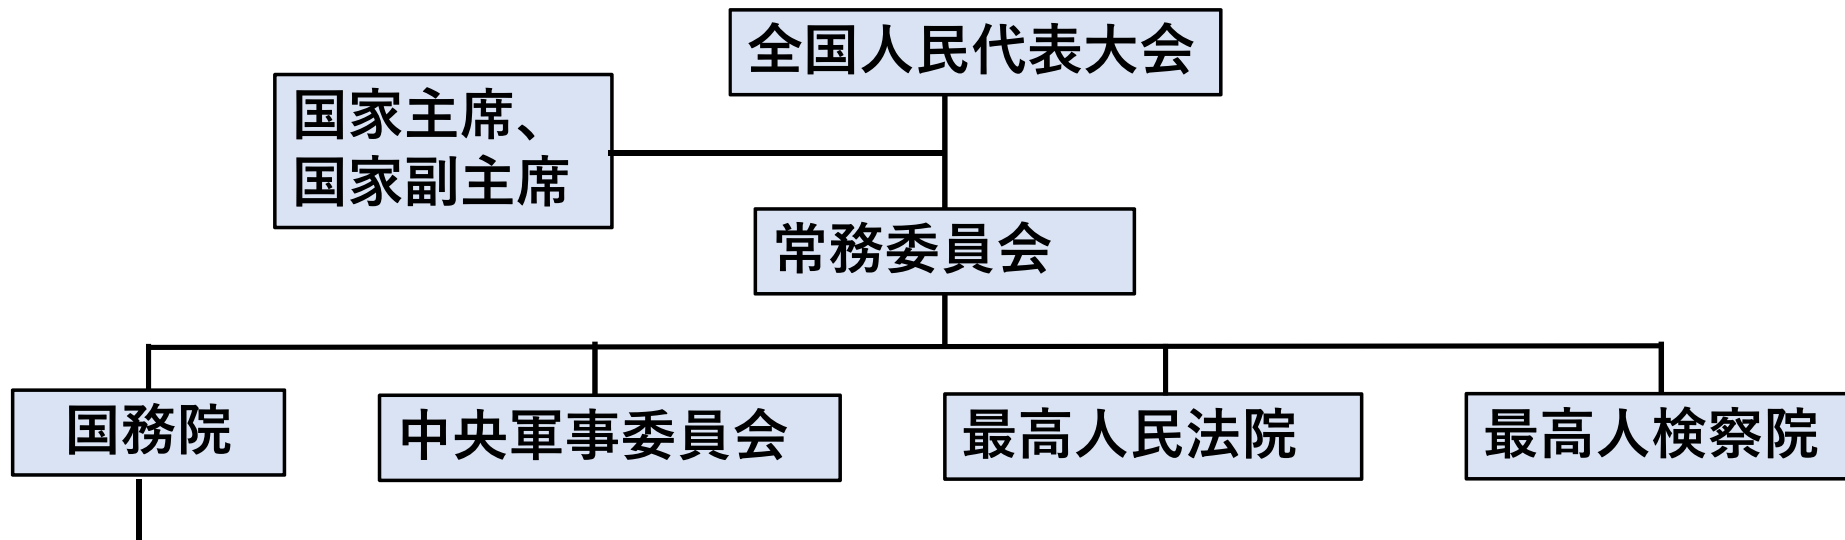 全国人民代表大会
国家主席、
国家副主席
常務委員会
国務院
中央軍事委員会
最高人民法院
最高人検察院